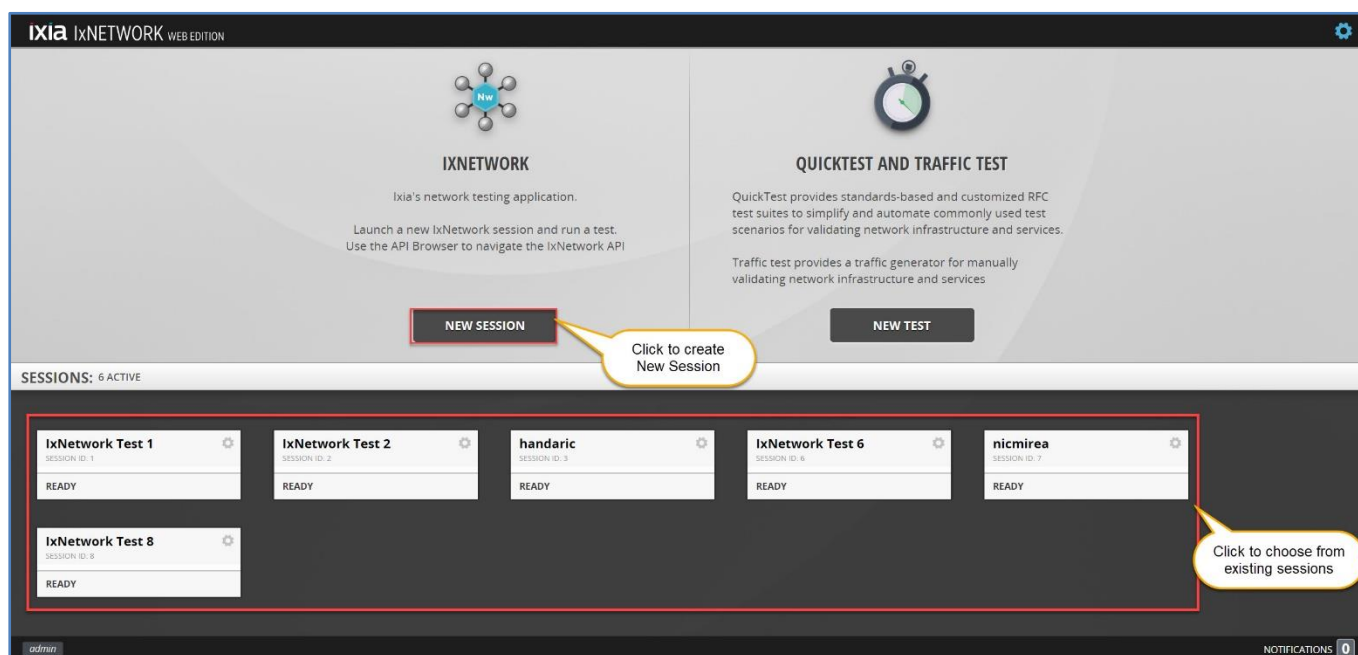 ixia IxNETWORK WEB EDITION
Nw
IXNETWORK
Ixia's network testing application.
Launch a new IxNetwork session and run a test.
Use the API Browser to navigate the IxNetwork API
NEW SESSION
QUICKTEST AND TRAFFIC TEST
QuickTest provides standards-based and customized RFC
test suites to simplify and automate commonly used test
scenarios for validating network infrastructure and services.
Traffic test provides a traffic generator for manually
validating network infrastructure and services
NEW TEST
Click to create
New Session
SESSIONS: 6 ACTIVE
IxNetwork Test 1
SESSION ID: 1
READY
IxNetwork Test 2
SESSION ID: 2
READY
handaric
SESSION ID: 3
READY
IxNetwork Test 6
SESSION ID: 6
READY
nicmirea
SESSION ID: 7
READY
IxNetwork Test 8
SESSION ID: 8
READY
Click to choose from
existing sessions
admin
NOTIFICATIONS 0